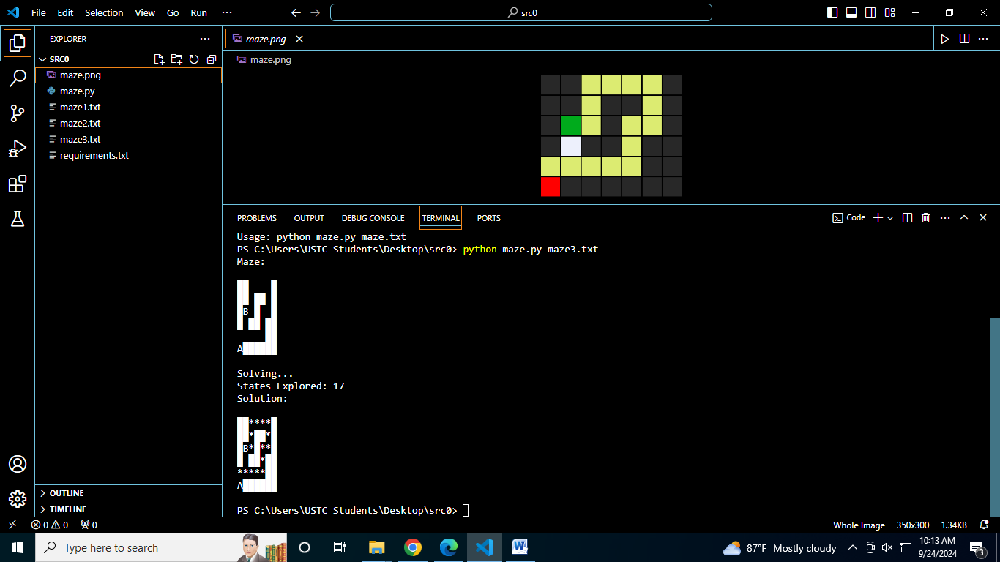 File Edit Selection View Go Run ···
src0
EXPLORER ···
SRC0
maze.png
maze.py
maze1.txt
maze2.txt
maze3.txt
requirements.txt
OUTLINE
TIMELINE
maze.png
maze.png
PROBLEMS OUTPUT DEBUG CONSOLE TERMINAL PORTS
Code
Usage: python maze.py maze.txt
PS C:\Users\USTC Students\Desktop\src0> python maze.py maze3.txt
Maze:
██    █
██ ██ █
█B █  █
█ ██ ██
     ██
A██████
Solving...
States Explored: 17
Solution:
██****█
██*██*█
█B*█**█
█ ██*██
*****██
A██████
PS C:\Users\USTC Students\Desktop\src0>
0 0 0
Whole Image 350x300 1.34KB
Type here to search
87°F Mostly cloudy
10:13 AM
9/24/2024
3